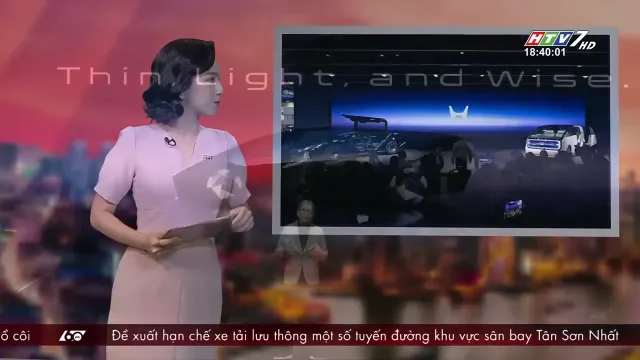 HTV7 HD
18:40:01
Thin, Light, and Wise.
ổ côi
60
Đề xuất hạn chế xe tải lưu thông một số tuyến đường khu vực sân bay Tân Sơn Nhất